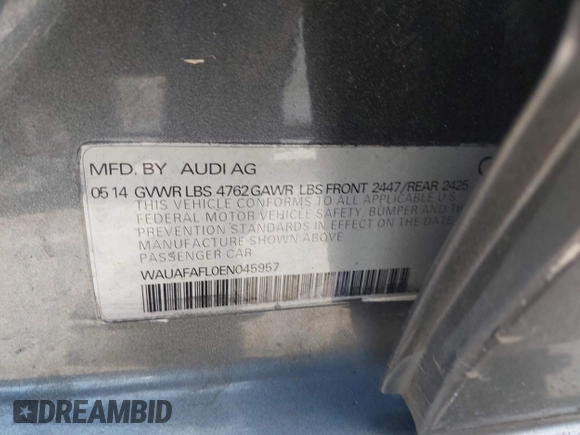 MFD. BY AUDI AG
05 14 GVWR LBS 4762 GAWR LBS FRONT 2447/REAR 2425
THIS VEHICLE CONFORMS TO ALL APPLICABLE U.S.
FEDERAL MOTOR VEHICLE SAFETY, BUMPER AND
PREVENTION STANDARDS IN EFFECT ON THE DATE
MANUFACTURE SHOWN ABOVE
PASSENGER CAR
WAUAFAFL0EN045957
DREAMBID